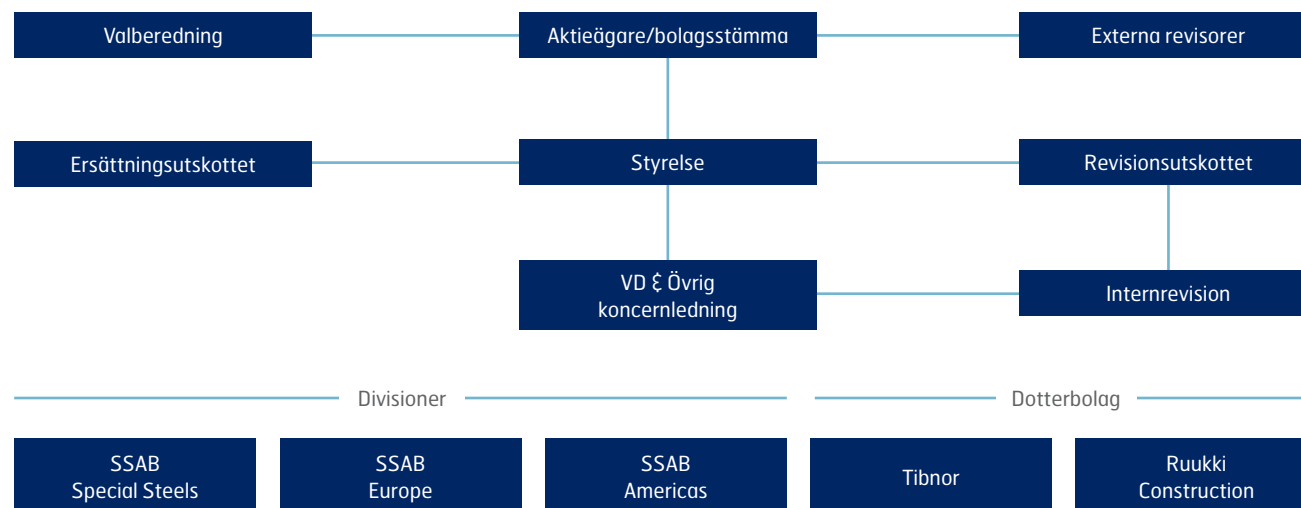 Valberedning
Aktieägare/bolagsstämma
Externa revisorer
Ersättningsutskottet
Styrelse
Revisionsutskottet
VD & Övrig
koncernledning
Internrevision
Divisioner
Dotterbolag
SSAB
Special Steels
SSAB
Europe
SSAB
Americas
Tibnor
Ruukki
Construction